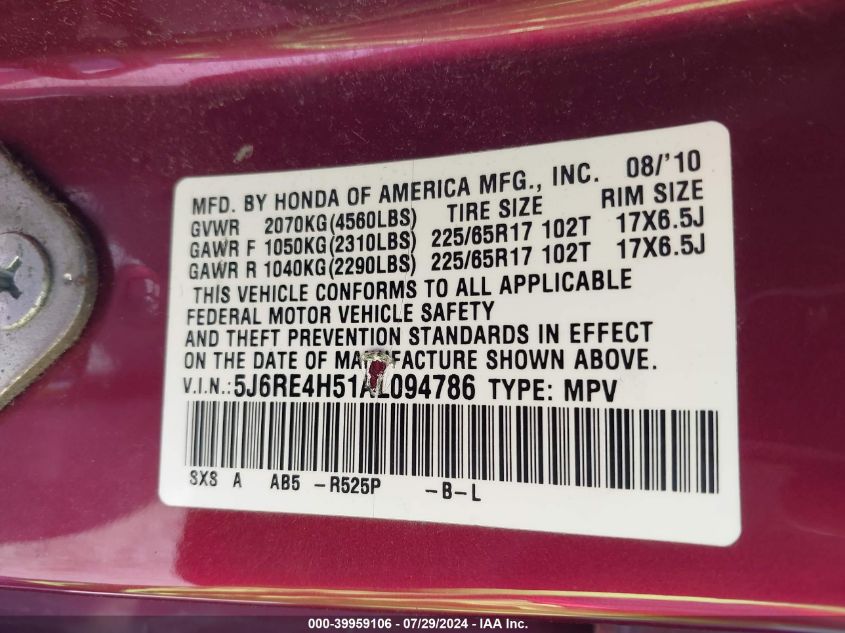 MFD. BY HONDA OF AMERICA MFG., INC. 08/'10
GVWR 2070KG(4560LBS) TIRE SIZE RIM SIZE
GAWR F 1050KG(2310LBS) 225/65R17 102T 17X6.5J
GAWR R 1040KG(2290LBS) 225/65R17 102T 17X6.5J
THIS VEHICLE CONFORMS TO ALL APPLICABLE
FEDERAL MOTOR VEHICLE SAFETY
AND THEFT PREVENTION STANDARDS IN EFFECT
ON THE DATE OF MANUFACTURE SHOWN ABOVE.
V.I.N.:5J6RE4H51AL094786 TYPE: MPV
SXS A AB5 -R525P -B-L
000-39959106 - 07/29/2024 - IAA Inc.